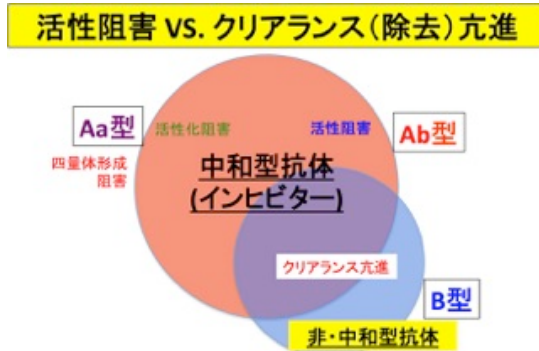 活性阻害 VS. クリアランス(除去)亢進
Aa型
活性化阻害
活性阻害
Ab型
四量体形成
阻害
中和型抗体
(インヒビター)
クリアランス亢進
B型
非・中和型抗体